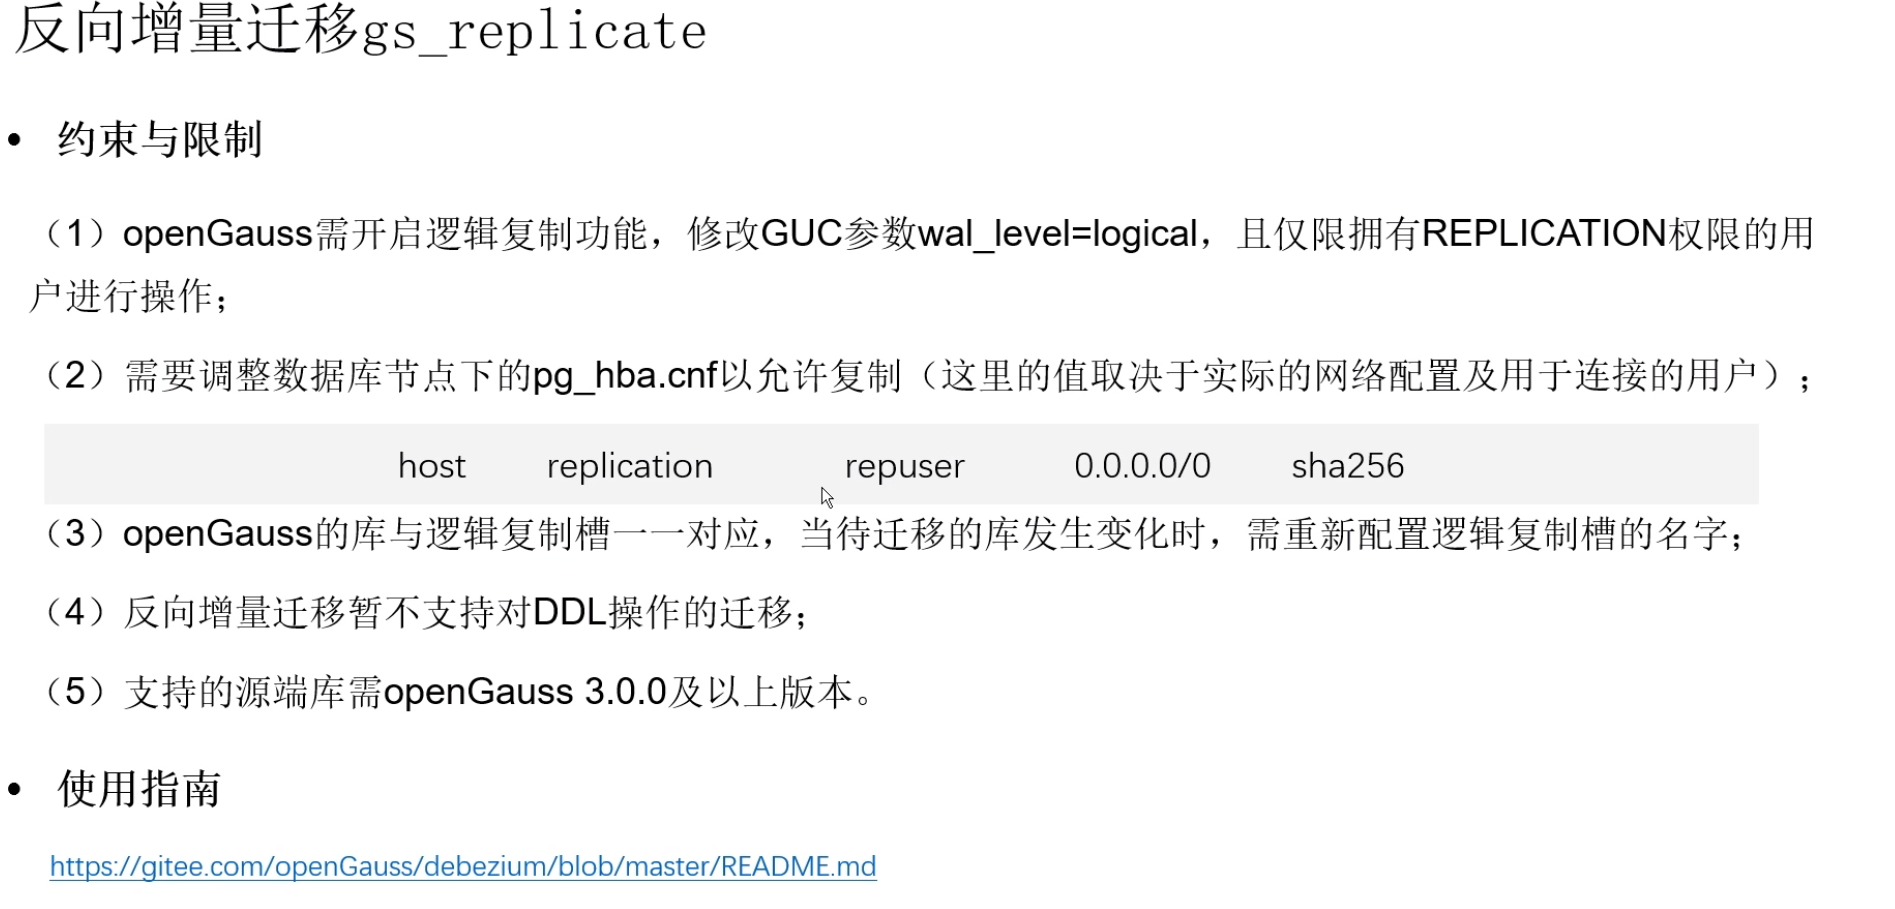 反向增量迁移gs_replicate
• 约束与限制
（1）openGauss需开启逻辑复制功能，修改GUC参数wal_level=logical，且仅限拥有REPLICATION权限的用
户进行操作；
（2）需要调整数据库节点下的pg_hba.cnf以允许复制（这里的值取决于实际的网络配置及用于连接的用户）；
host replication repuser 0.0.0.0/0 sha256
（3）openGauss的库与逻辑复制槽一一对应，当待迁移的库发生变化时，需重新配置逻辑复制槽的名字；
（4）反向增量迁移暂不支持对DDL操作的迁移；
（5）支持的源端库需openGauss 3.0.0及以上版本。
• 使用指南
https://gitee.com/openGauss/debezium/blob/master/README.md